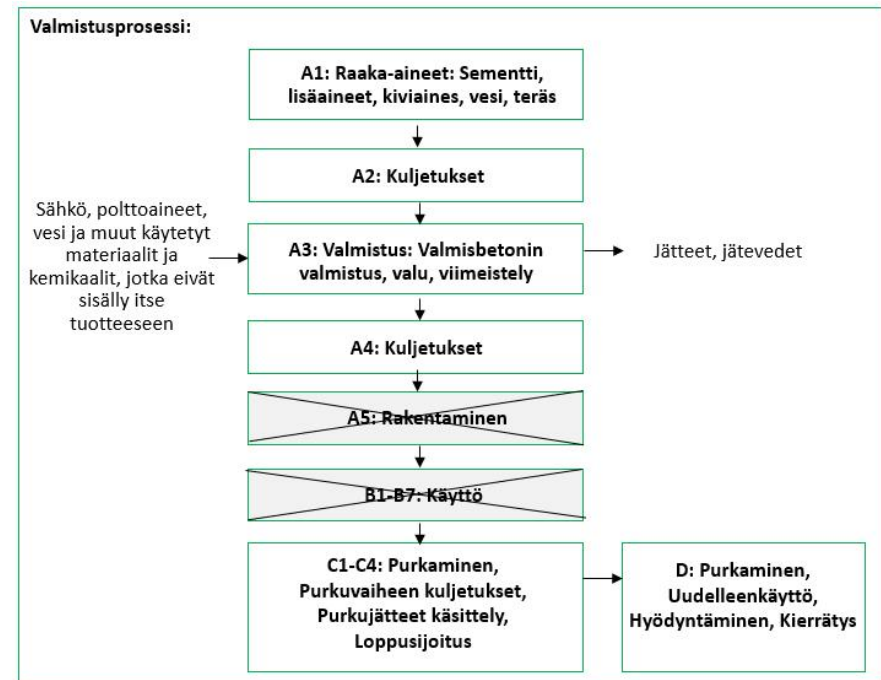 Valmistusprosessi:
A1: Raaka-aineet: Sementti,
lisäaineet, kiviaines, vesi, teräs
A2: Kuljetukset
Sähkö, polttoaineet,
vesi ja muut käytetyt
materiaalit ja
kemikaalit, jotka eivät
sisälly itse
tuotteeseen
A3: Valmistus: Valmisbetonin
valmistus, valu, viimeistely
Jätteet, jätevedet
A4: Kuljetukset
A5: Rakentaminen
B1-B7: Käyttö
C1-C4: Purkaminen,
Purkuvaiheen kuljetukset,
Purkujätteet käsittely,
Loppusijoitus
D: Purkaminen,
Uudelleenkäyttö,
Hyödyntäminen, Kierrätys